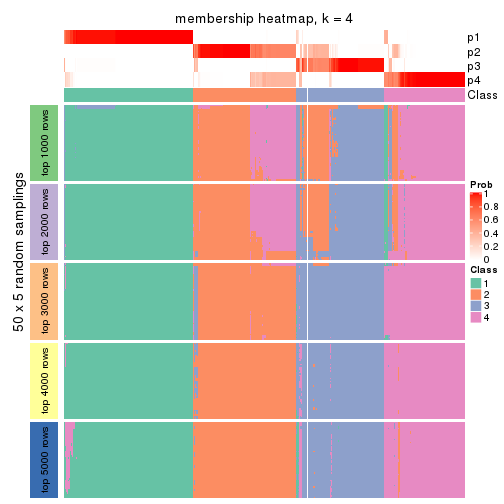 membership heatmap, k = 4
p1
p2
p3
p4
Class
50 x 5 random samplings
top 1000 rows
top 2000 rows
top 3000 rows
top 4000 rows
top 5000 rows
Prob
1
0.8
0.6
0.4
0.2
0
Class
1
2
3
4